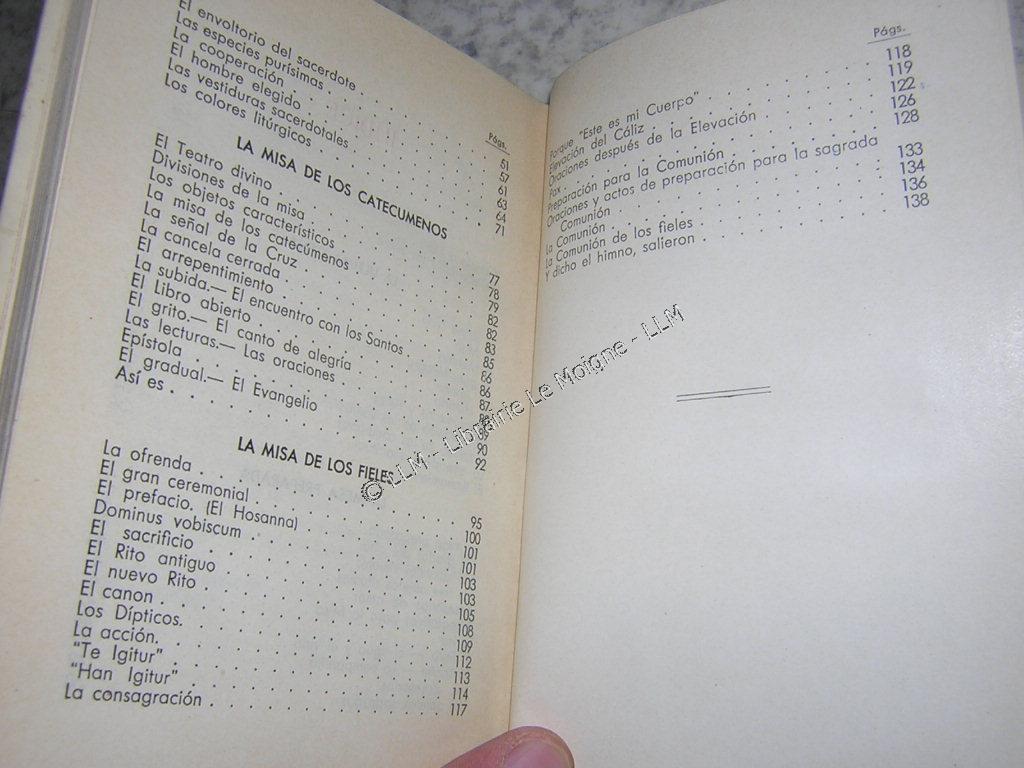 Págs.
El envoltorio del sacerdote . . . 51
Las especies purísimas . . . 57
La cooperación . . . 61
El hombre elegido . . . 63
Las vestiduras sacerdotales . . . 64
Los colores litúrgicos . . . 71
LA MISA DE LOS CATECUMENOS
El Teatro divino . . . 77
Divisiones de la misa . . . 78
Los objetos característicos . . . 79
La misa de los catecúmenos . . . 82
La señal de la Cruz . . . 82
La cancela cerrada . . . 83
El arrepentimiento . . . 85
La subida.— El encuentro con los Santos . . . 86
El Libro abierto . . . 86
El grito.— El canto de alegría . . . 87
Las lecturas.— Las oraciones . . . 88
Epístola . . . 89
El gradual.— El Evangelio . . . 90
Así es . . . 92
LA MISA DE LOS FIELES
La ofrenda . . . 95
El gran ceremonial . . . 100
El prefacio. (El Hosanna) . . . 101
Dominus vobiscum . . . 101
El sacrificio . . . 103
El Rito antiguo . . . 103
El nuevo Rito . . . 105
El canon . . . 108
Los Dípticos. . . . 109
La acción. . . . 112
"Te Igitur" . . . 113
"Han Igitur" . . . 114
La consagración . . . 117
Págs.
Porque "Este es mi Cuerpo" . . . 118
Elevación del Cáliz . . . 119
Oraciones después de la Elevación . . . 122
Pax . . . 126
Preparación para la Comunión . . . 128
Oraciones y actos de preparación para la sagrada
Comunión . . . 133
La Comunión . . . 134
La Comunión de los fieles . . . 136
Y dicho el himno, salieron . . . 138
© LLM - Librairie Le Moigne - LLM